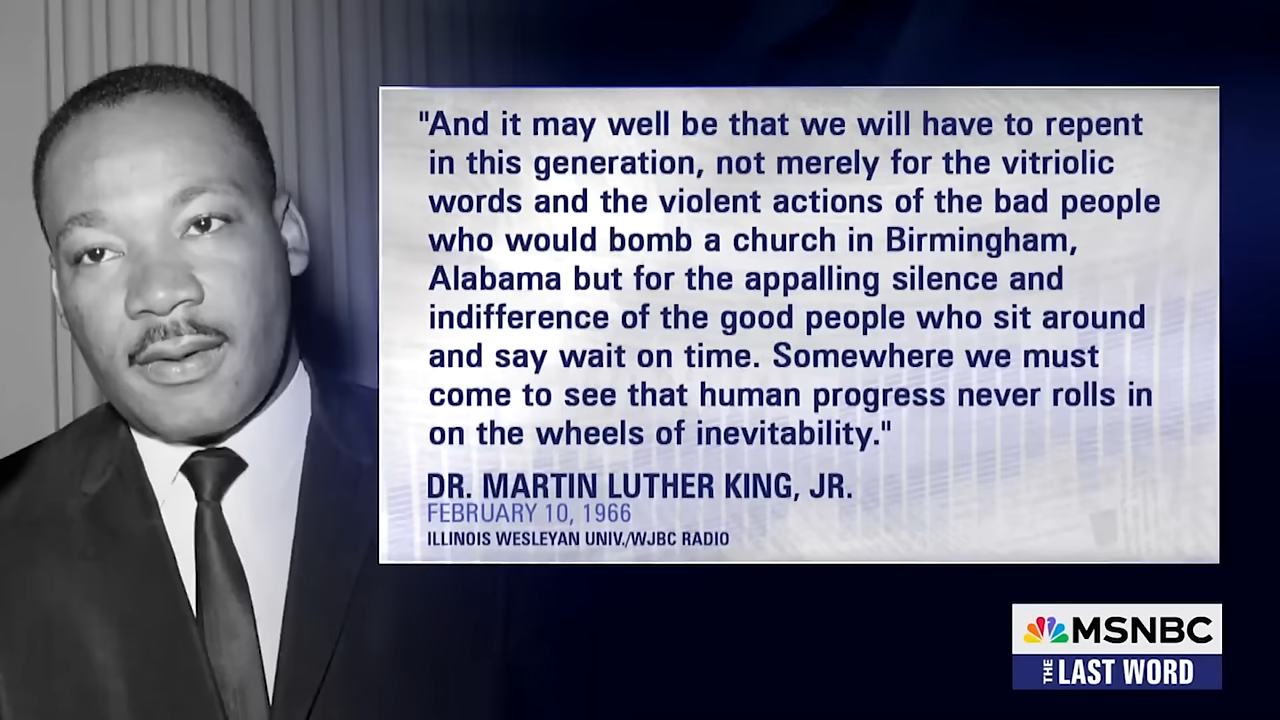 "And it may well be that we will have to repent
in this generation, not merely for the vitriolic
words and the violent actions of the bad people
who would bomb a church in Birmingham,
Alabama but for the appalling silence and
indifference of the good people who sit around
and say wait on time. Somewhere we must
come to see that human progress never rolls in
on the wheels of inevitability."
DR. MARTIN LUTHER KING, JR.
FEBRUARY 10, 1966
ILLINOIS WESLEYAN UNIV./WJBC RADIO
MSNBC
THE LAST WORD